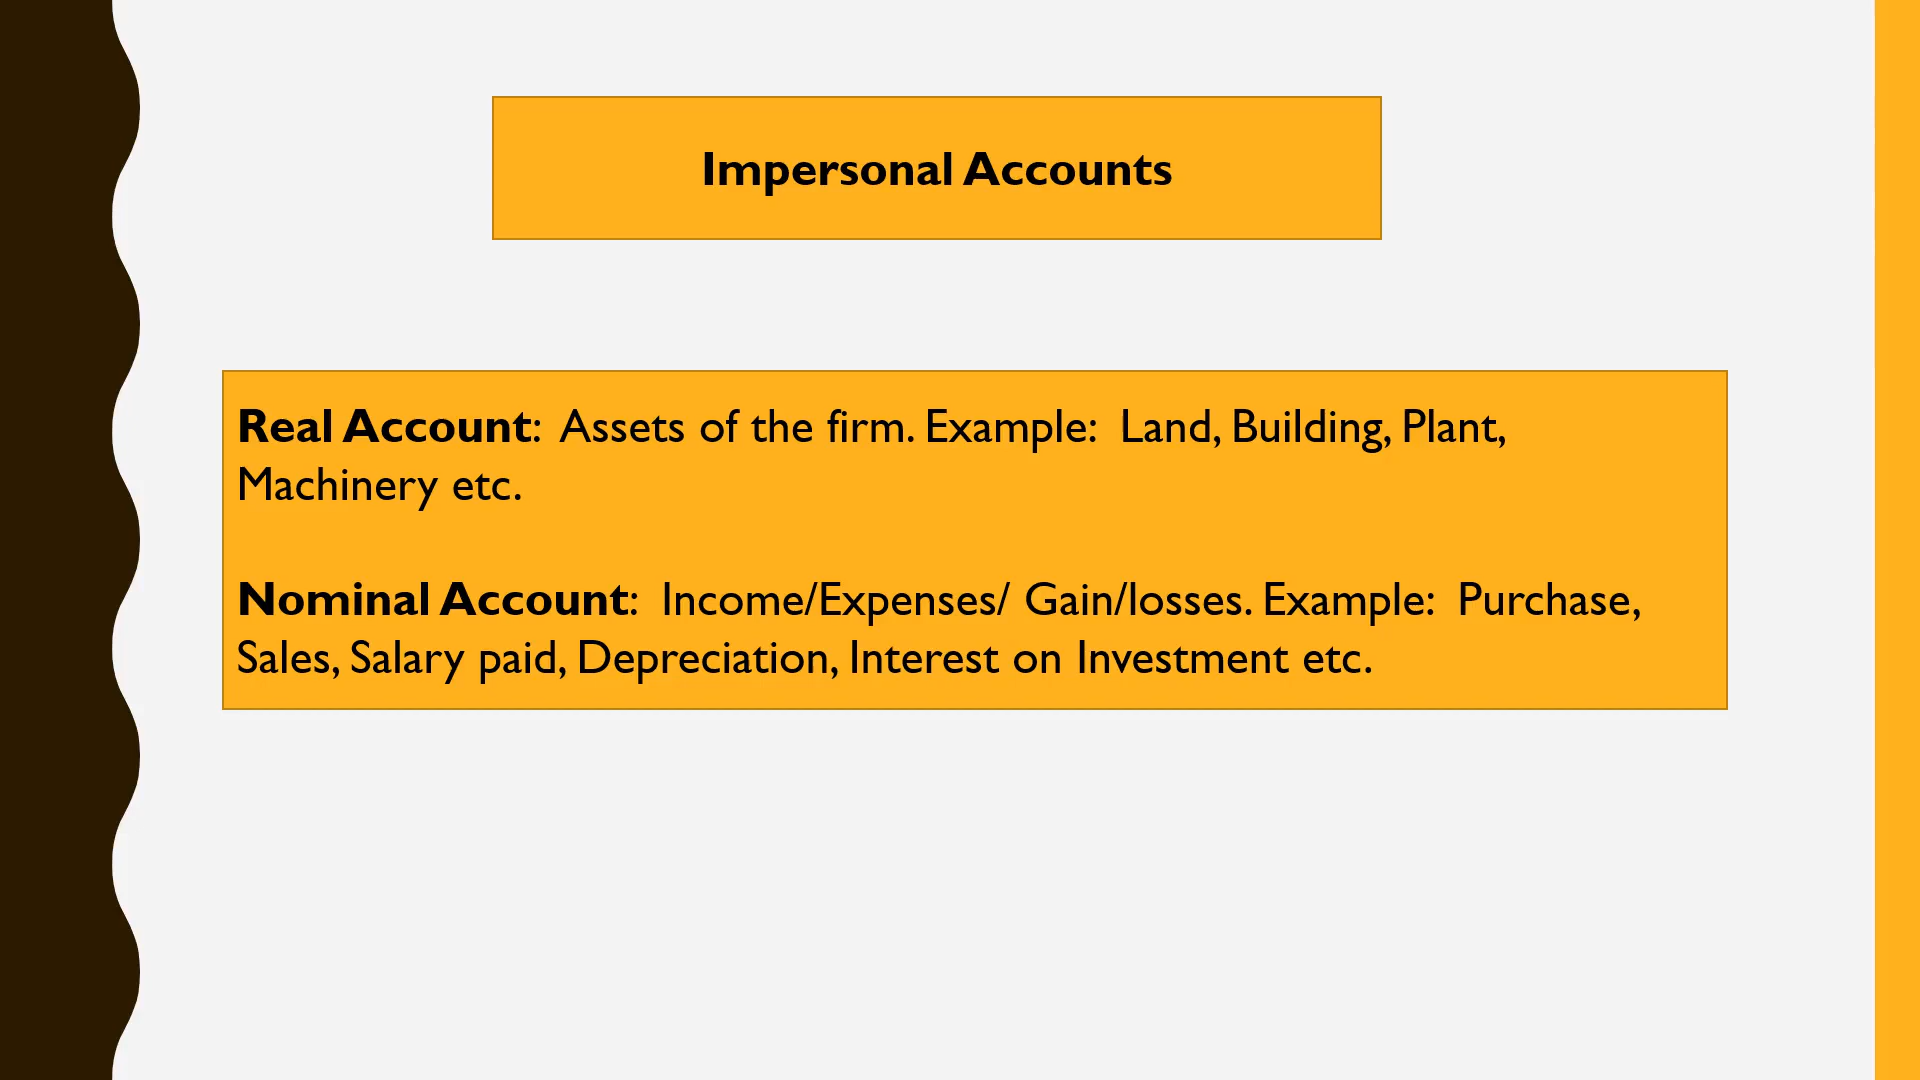 Impersonal Accounts
Real Account:  Assets of the firm. Example:  Land, Building, Plant,
Machinery etc.
Nominal Account:  Income/Expenses/ Gain/losses. Example:  Purchase,
Sales, Salary paid, Depreciation, Interest on Investment etc.